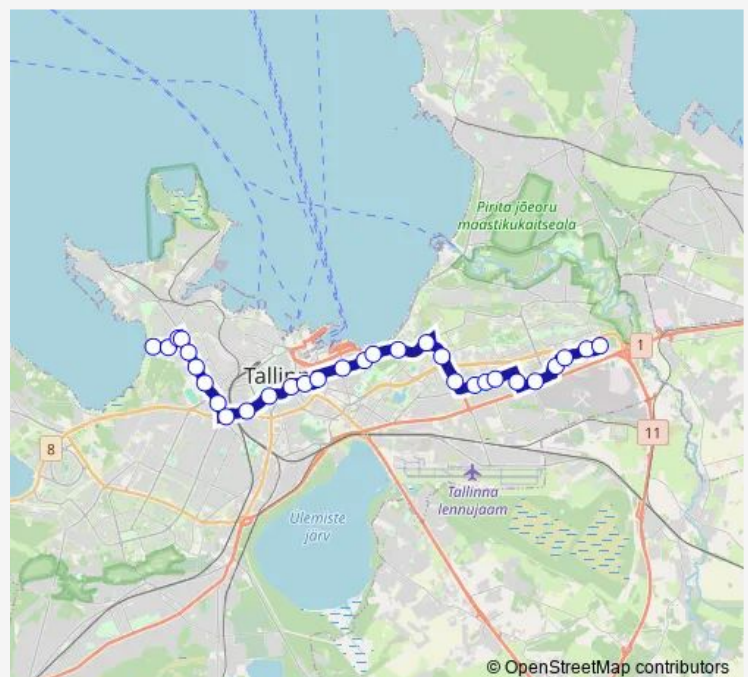 Pirita jõeoru
maastikukaitseala
1
Tallinn
8
11
Tallinna
lennujaam
Ülemiste
järv
© OpenStreetMap contributors